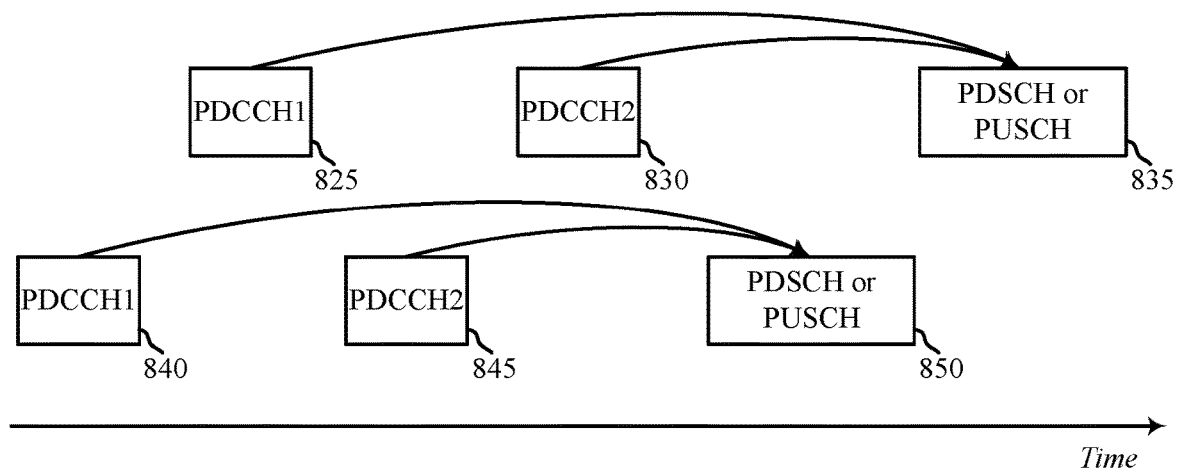 PDCCH1
PDCCH2
PDSCH or
PUSCH
825
830
835
PDCCH1
PDCCH2
PDSCH or
PUSCH
840
845
850
Time